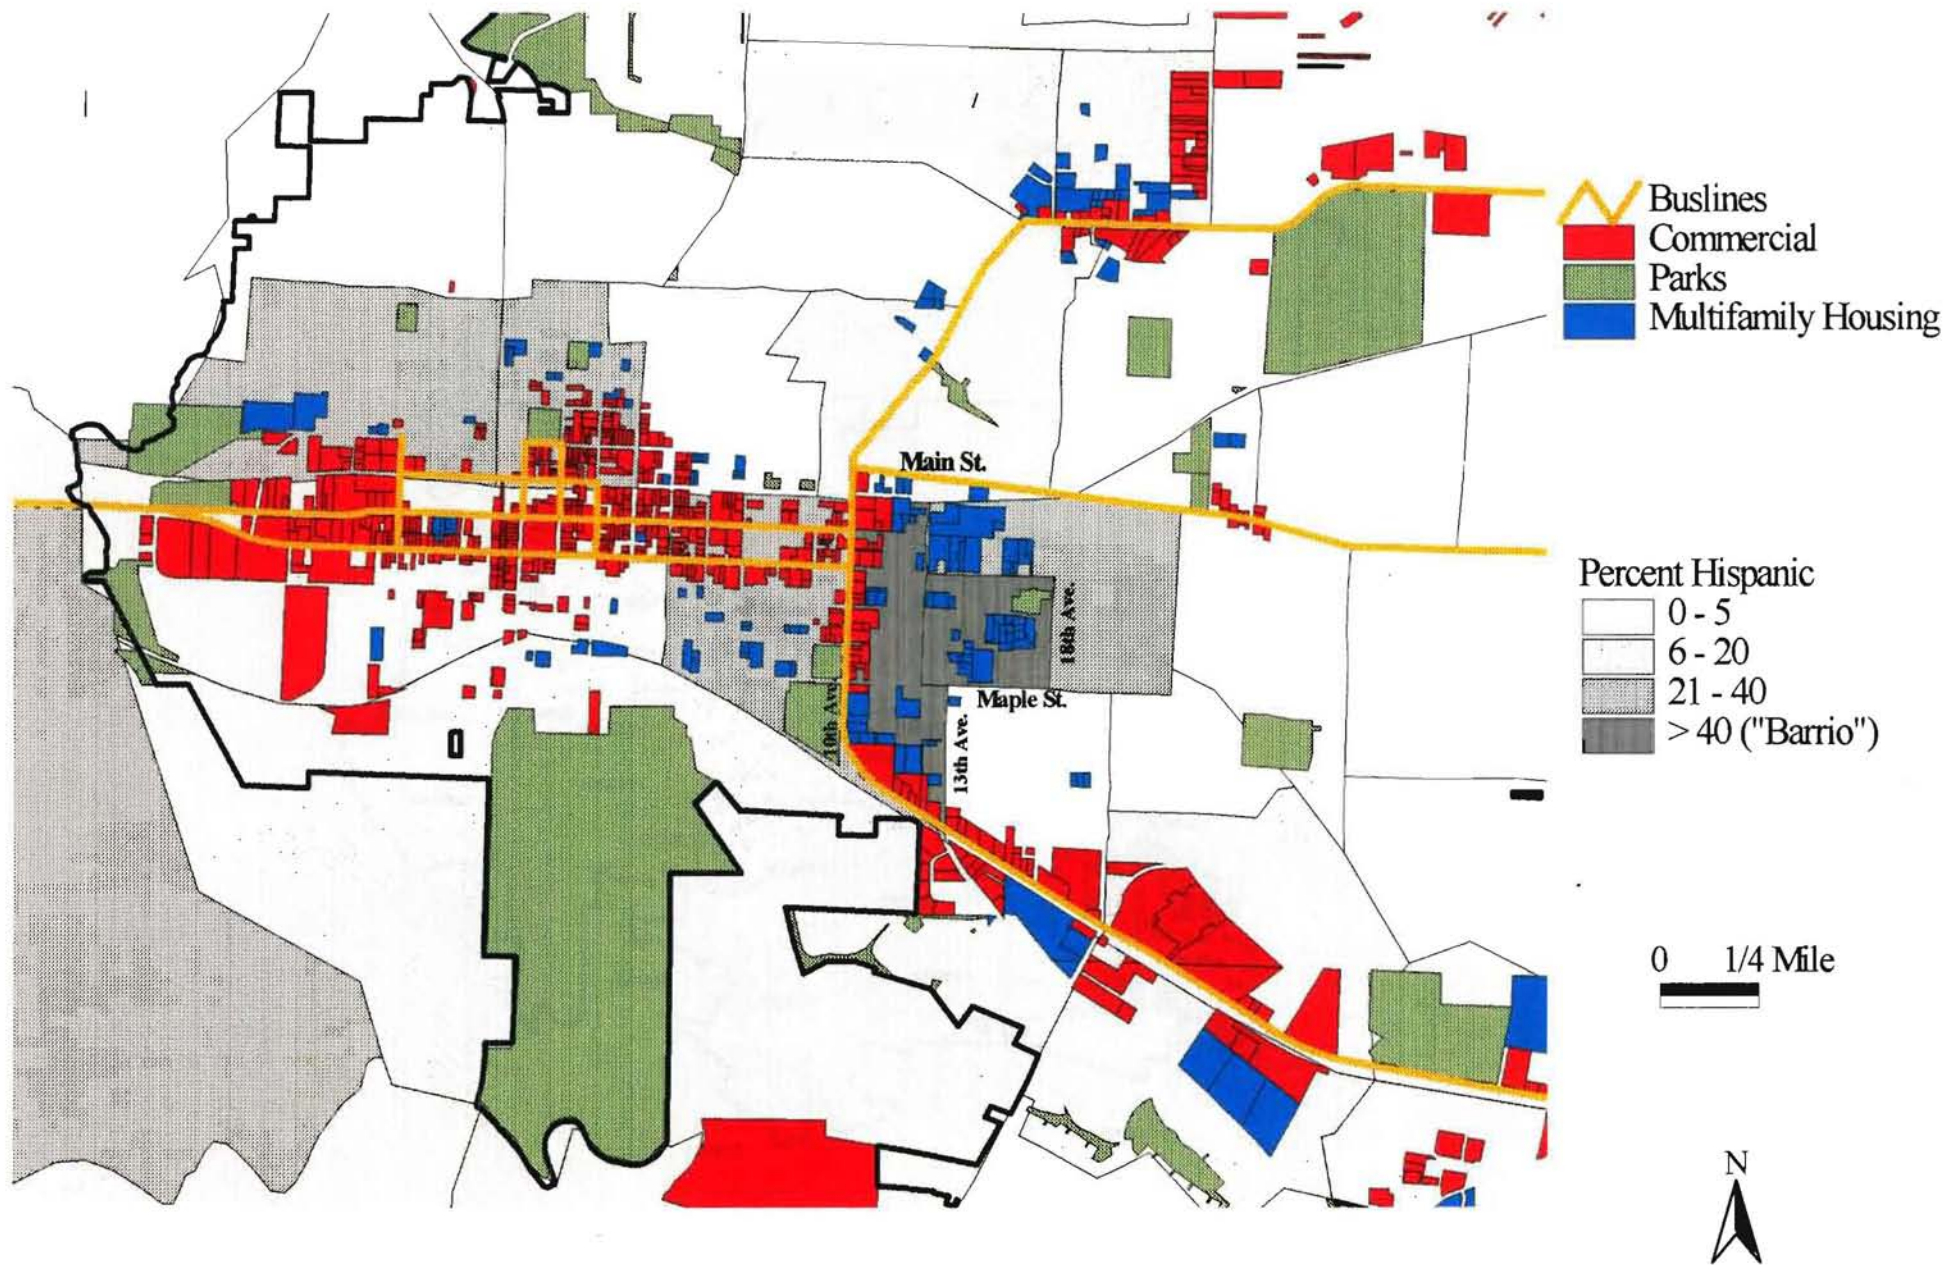 Buslines
Commercial
Parks
Multifamily Housing
Main St.
18th Ave.
Maple St.
10th Ave.
13th Ave.
Percent Hispanic
0 - 5
6 - 20
21 - 40
> 40 ("Barrio")
0 1/4 Mile
N